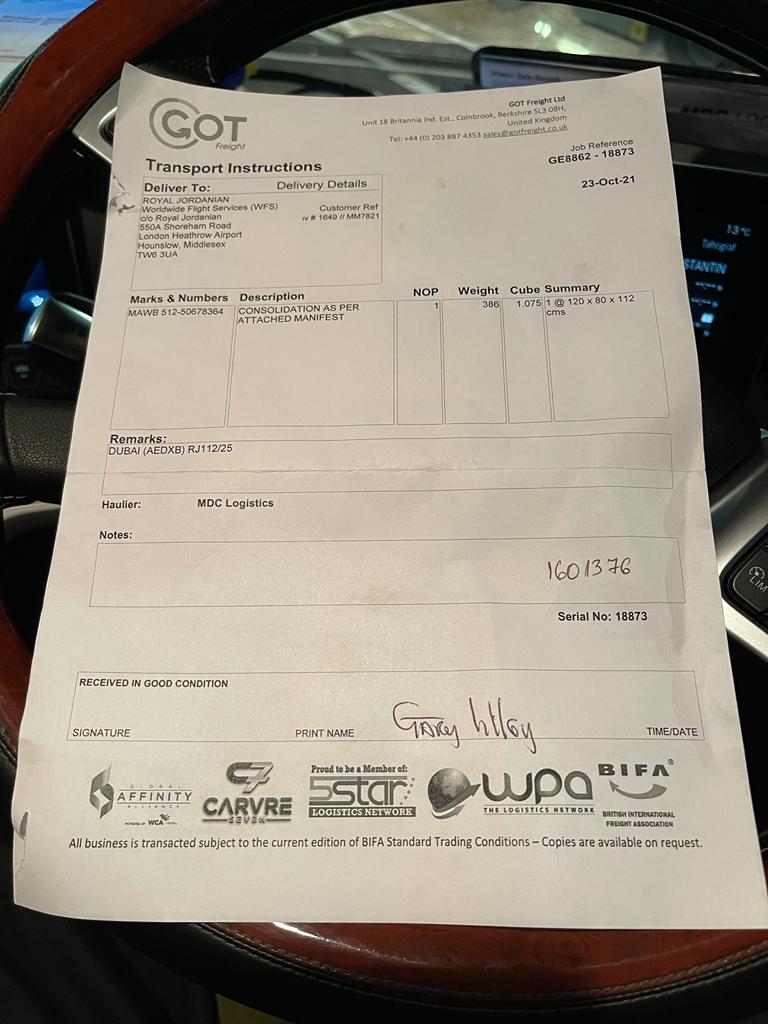 GOT
Freight
GOT Freight Ltd
Unit 18 Britannia Ind. Est., Colnbrook, Berkshire SL3 0BH,
United Kingdom
Tel: +44 (0) 203 887 4353 sales@gotfreight.co.uk
Job Reference
GE8862 - 18873
23-Oct-21
Transport Instructions
Deliver To: Delivery Details
ROYAL JORDANIAN
Worldwide Flight Services (WFS) Customer Ref
c/o Royal Jordanian iv # 1649 // MM7821
550A Shoreham Road
London Heathrow Airport
Hounslow, Middlesex
TW6 3UA
Marks & Numbers Description NOP Weight Cube Summary
MAWB 512-50678364 CONSOLIDATION AS PER 1 386 1.075 1 @ 120 x 80 x 112
ATTACHED MANIFEST cms
Remarks:
DUBAI (AEDXB) RJ112/25
Haulier: MDC Logistics
Notes:
1601376
Serial No: 18873
RECEIVED IN GOOD CONDITION
SIGNATURE PRINT NAME Gary TIME/DATE
GLOBAL
AFFINITY
ALLIANCE
POWERED BY WCA
CARVRE
SEVEN
Proud to be a Member of:
5star
LOGISTICS NETWORK
wpa
THE LOGISTICS NETWORK
BIFA®
BRITISH INTERNATIONAL
FREIGHT ASSOCIATION
All business is transacted subject to the current edition of BIFA Standard Trading Conditions – Copies are available on request.
13°C
STANTIN
LIM